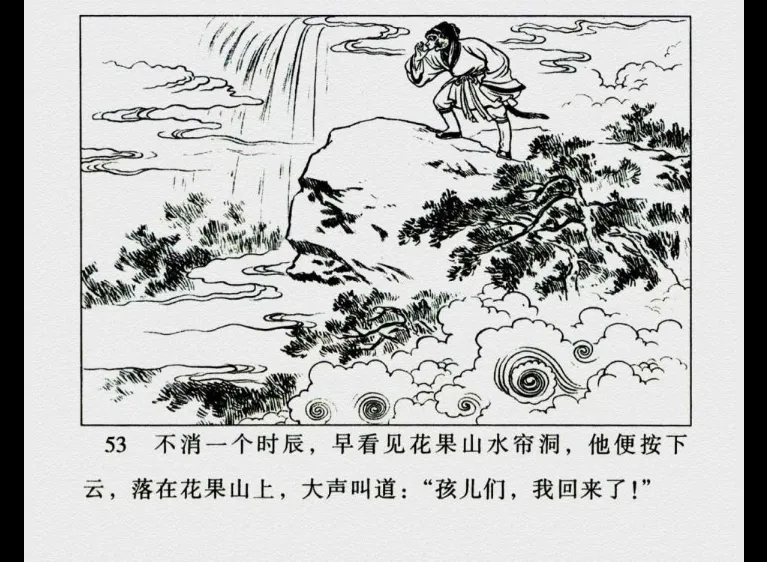 53 不消一个时辰，早看见花果山水帘洞，他便按下
云，落在花果山上，大声叫道：“孩儿们，我回来了！”